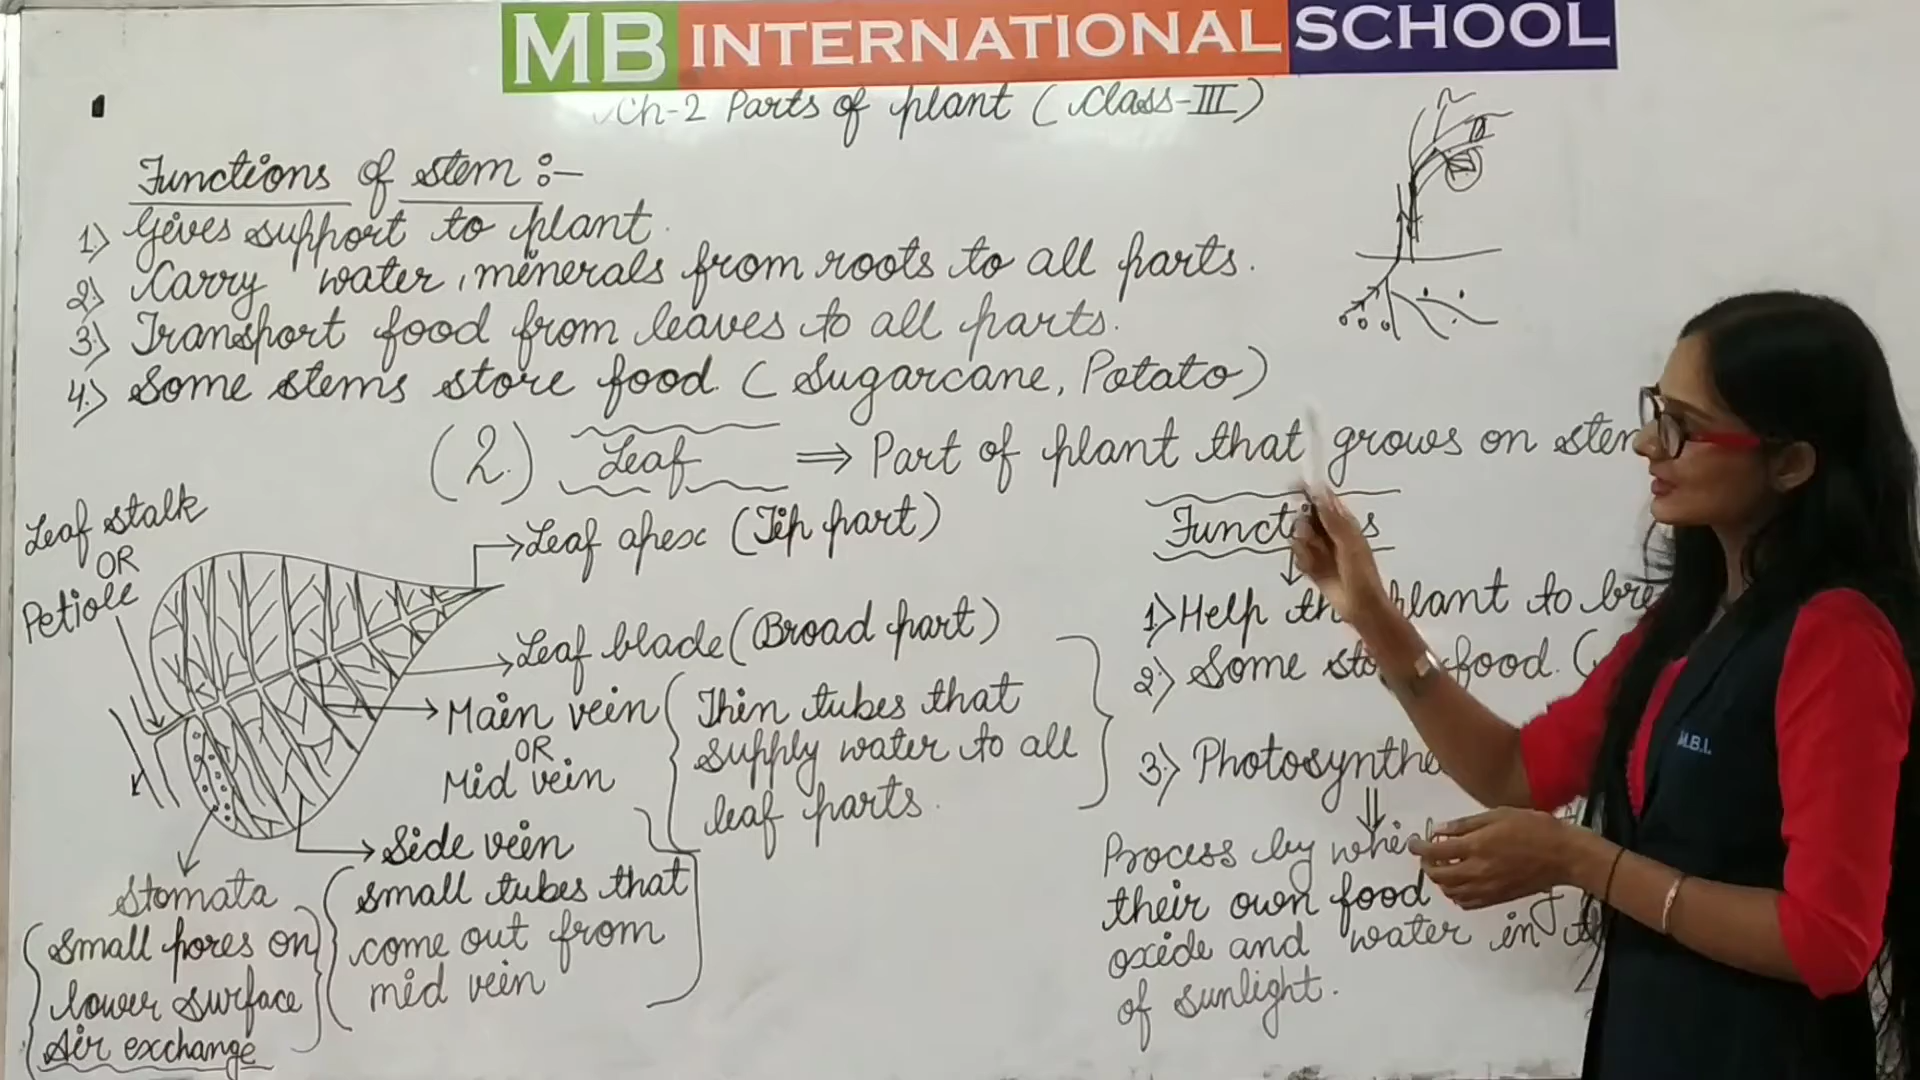 MB INTERNATIONAL SCHOOL
Ch-2 Parts of plant (Class-III)
Functions of stem :-
1.) Gives support to plant.
2.) Carry water, minerals from roots to all parts.
3.) Transport food from leaves to all parts.
4.) Some stems store food. (Sugarcane, Potato)
(2.) Leaf ⇒ Part of plant that grows on
Leaf stalk
OR
Petiole
Leaf apex (Tip part)
Leaf blade (Broad part)
Main vein
OR
Mid vein
Thin tubes that
supply water to all
leaf parts.
Side vein
Small tubes that
come out from
mid vein
Stomata
Small pores on
lower surface
Air exchange
Functions
1.) Help plant to
2.) Some food. (
3.) 
Process by
their own food
oxide and water in
of sunlight.
M.B.I.